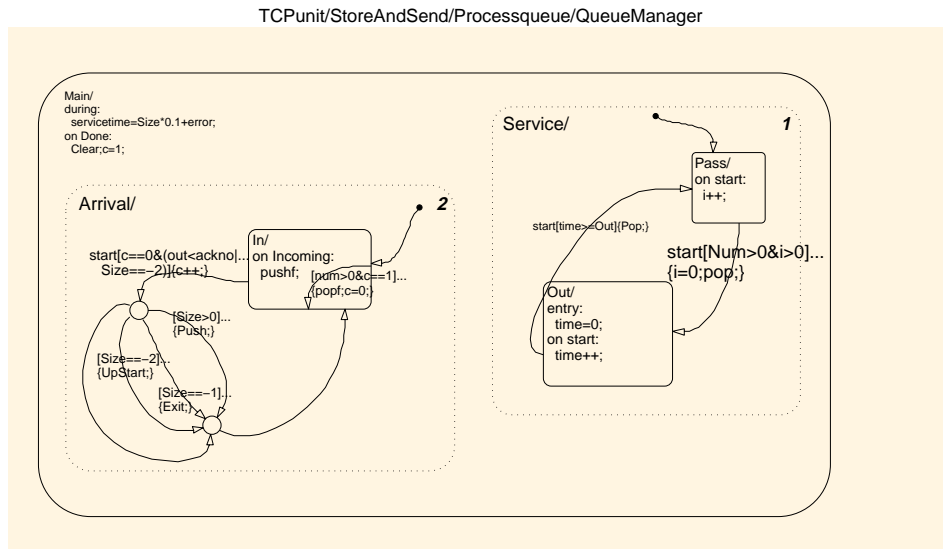 TCPunit/StoreAndSend/Processqueue/QueueManager
Main/
during:
servicetime=Size*0.1+error;
on Done:
Clear;c=1;
Service/
1
Pass/
on start:
i++;
start[time>=Out]{Pop;}
start[Num>0&i>0]...
{i=0;pop;}
Out/
entry:
time=0;
on start:
time++;
Arrival/
2
In/
on Incoming:
pushf;
start[c==0&(out<ackno|...
Size==−2)]{c++;}
[num>0&c==1]...
{popf;c=0;}
[Size>0]...
{Push;}
[Size==−2]...
{UpStart;}
[Size==−1]...
{Exit;}